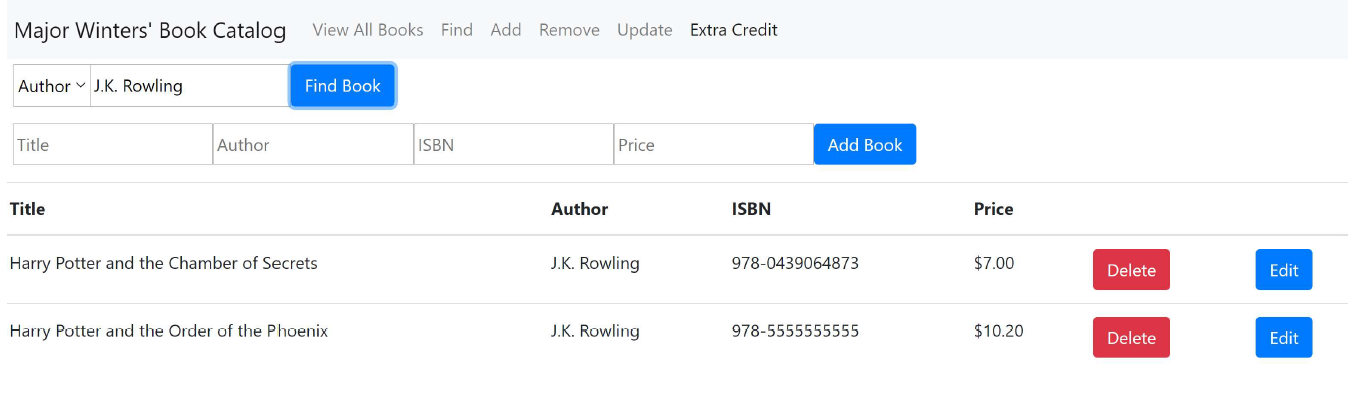 Major Winters' Book Catalog View All Books Find Add Remove Update Extra Credit
Author J.K. Rowling Find Book
Title Author ISBN Price Add Book
Title Author ISBN Price
Harry Potter and the Chamber of Secrets J.K. Rowling 978-0439064873 $7.00 Delete Edit
Harry Potter and the Order of the Phoenix J.K. Rowling 978-5555555555 $10.20 Delete Edit